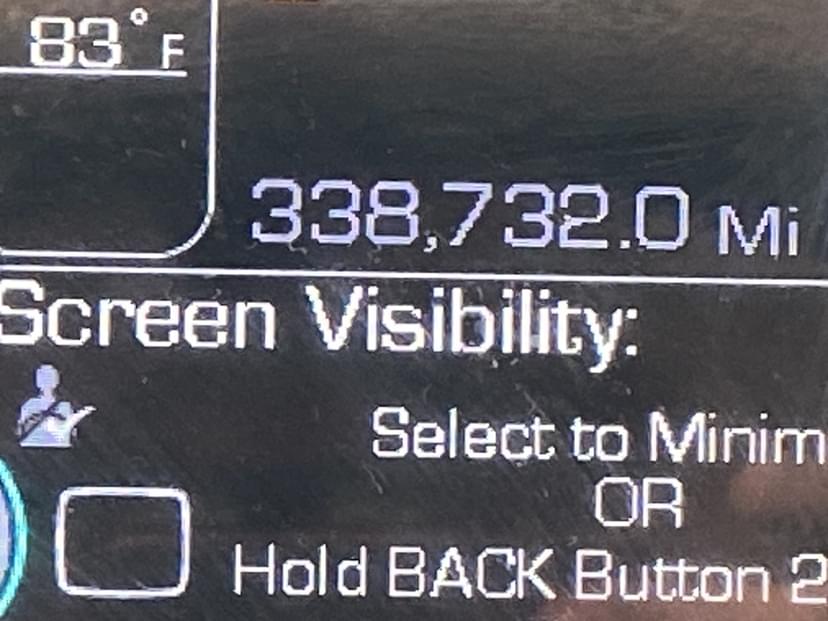 83°F
338,732.0 Mi
Screen Visibility:
Select to Minim
OR
Hold BACK Button 2